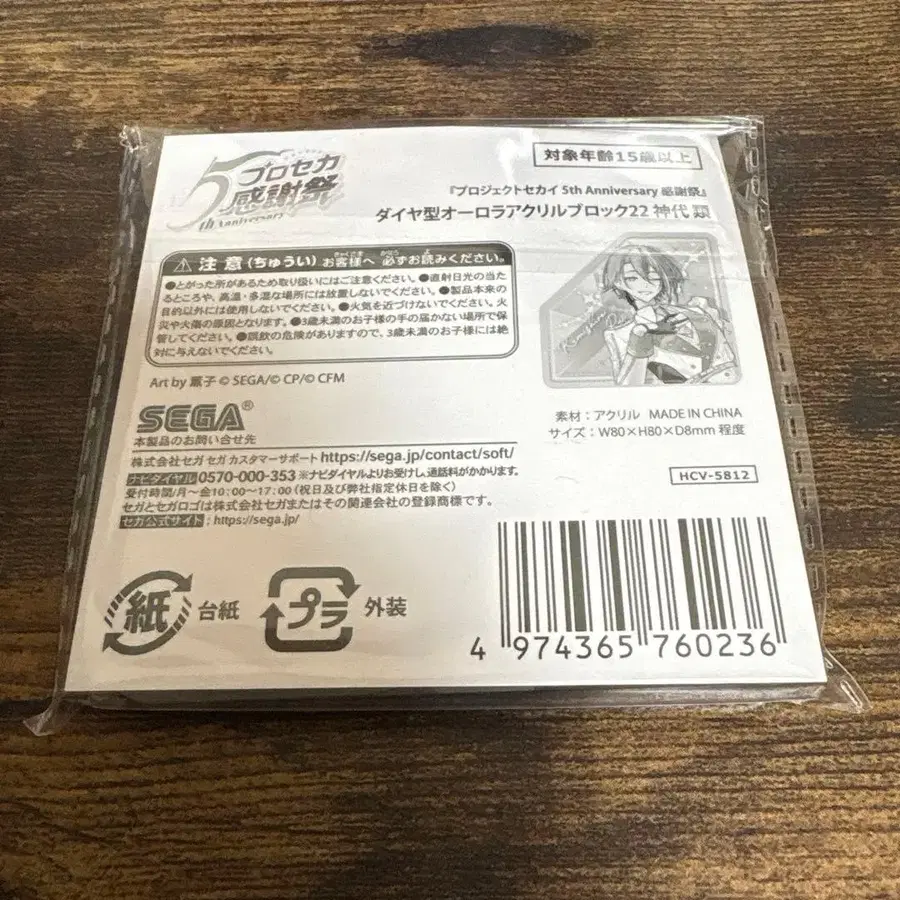 5th Anniversary
プロセカ
感謝祭
対象年齢15歳以上
『プロジェクトセカイ 5th Anniversary 感謝祭』
ダイヤ型オーロラアクリルブロック22 神代 類
注意(ちゅうい) お客様へ 必ずお読みください。
●とがった所があるため取り扱いにはご注意ください。●直射日光の当た
るところや、高温・多湿な場所には放置しないでください。●製品本来の
目的以外には使用しないでください。●火気を近づけないでください。火
災や火傷の原因となります。●3歳未満のお子様の手の届かない場所で保
管してください。●誤飲の危険がありますので、3歳未満のお子様には絶
対に与えないでください。
Art by 薫子 © SEGA/© CP/© CFM
SEGA®
本製品のお問い合せ先
株式会社セガ セガ カスタマーサポート https://sega.jp/contact/soft/
ナビダイヤル 0570-000-353 ※ナビダイヤルよりお受けし、通話料がかかります。
受付時間/月~金10:00~17:00(祝日及び弊社指定休日を除く)
セガとセガロゴは株式会社セガまたはその関連会社の登録商標です。
セガ公式サイト : https://sega.jp/
素材:アクリル MADE IN CHINA
サイズ:W80×H80×D8mm 程度
HCV-5812
紙 台紙
プラ 外装
4 974365 760236